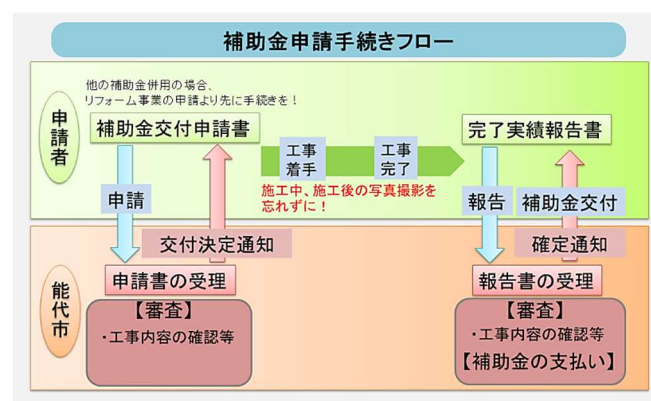 補助金申請手続きフロー
他の補助金併用の場合、
リフォーム事業の申請より先に手続きを！
申請者
補助金交付申請書
工事
着手
工事
完了
完了実績報告書
施工中、施工後の写真撮影を
忘れずに！
申請
報告
補助金交付
交付決定通知
確定通知
能代市
申請書の受理
【審査】
・工事内容の確認等
報告書の受理
【審査】
・工事内容の確認等
【補助金の支払い】